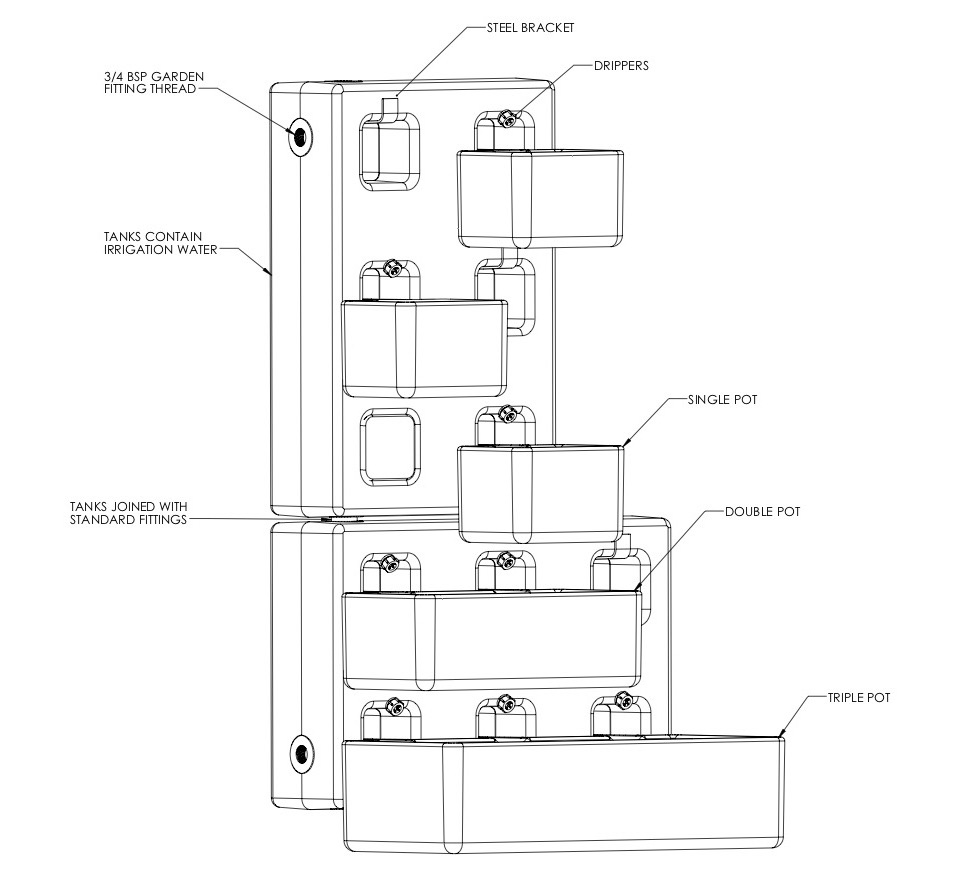 STEEL BRACKET
DRIPPERS
3/4 BSP GARDEN
FITTING THREAD
TANKS CONTAIN
IRRIGATION WATER
SINGLE POT
TANKS JOINED WITH
STANDARD FITTINGS
DOUBLE POT
TRIPLE POT